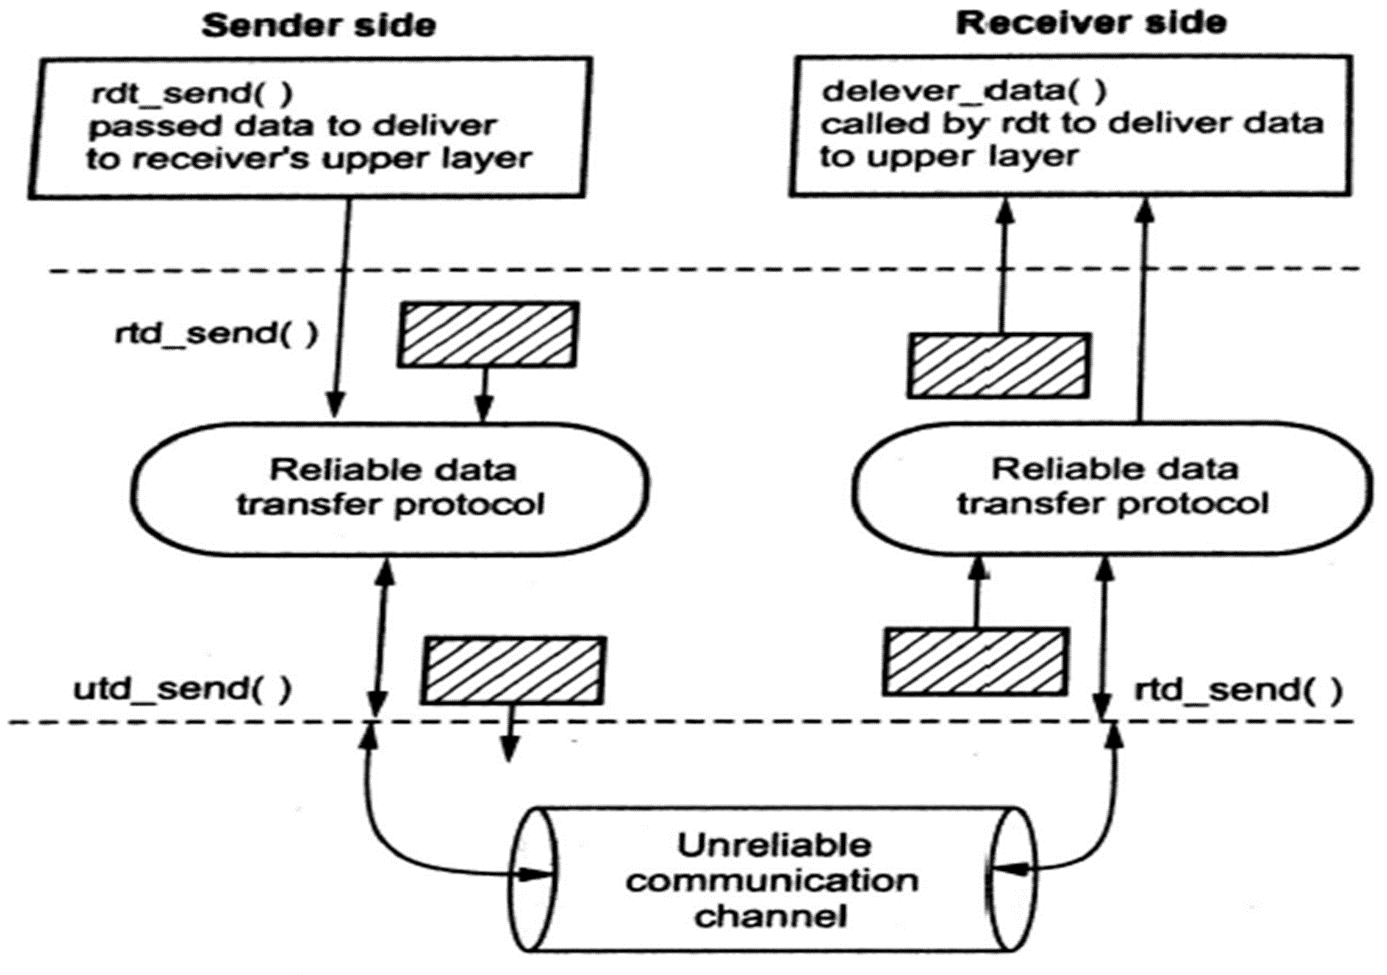 Sender side
Receiver side
rdt_send( )
passed data to deliver
to receiver's upper layer
delever_data( )
called by rdt to deliver data
to upper layer
rtd_send( )
Reliable data
transfer protocol
Reliable data
transfer protocol
utd_send( )
rtd_send( )
Unreliable
communication
channel